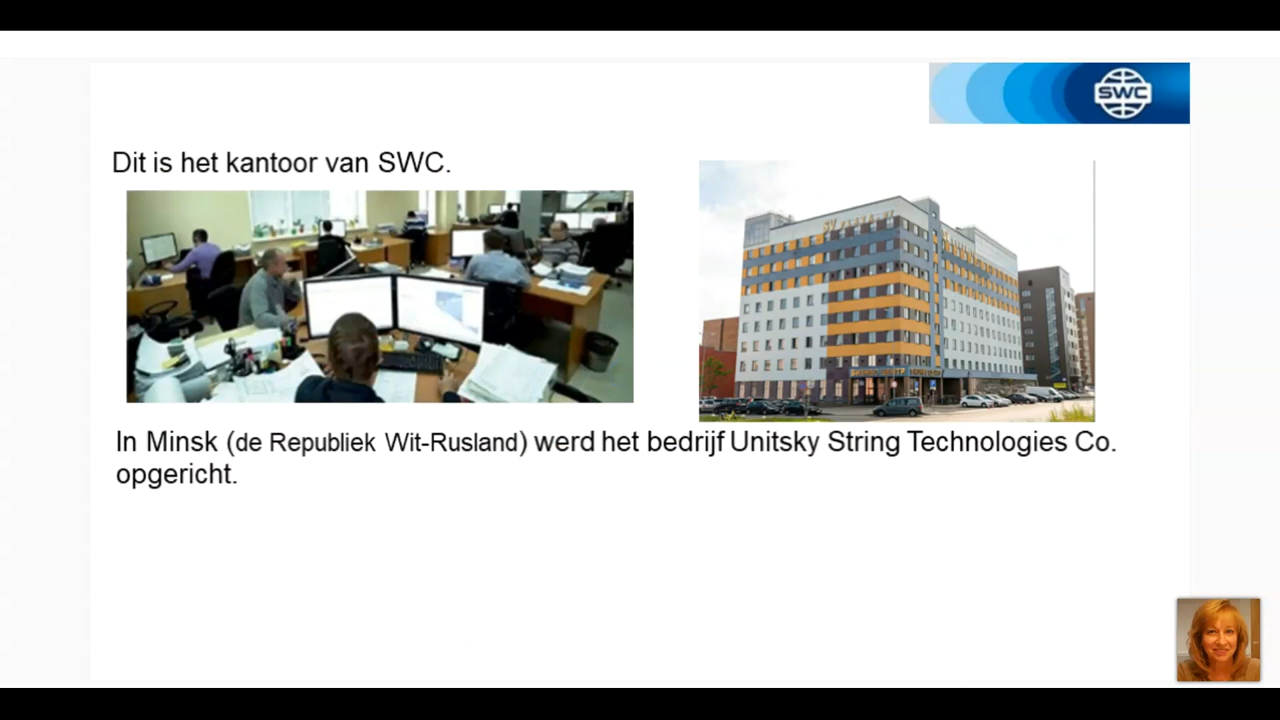 SWC
Dit is het kantoor van SWC.
In Minsk (de Republiek Wit-Rusland) werd het bedrijf Unitsky String Technologies Co.
opgericht.